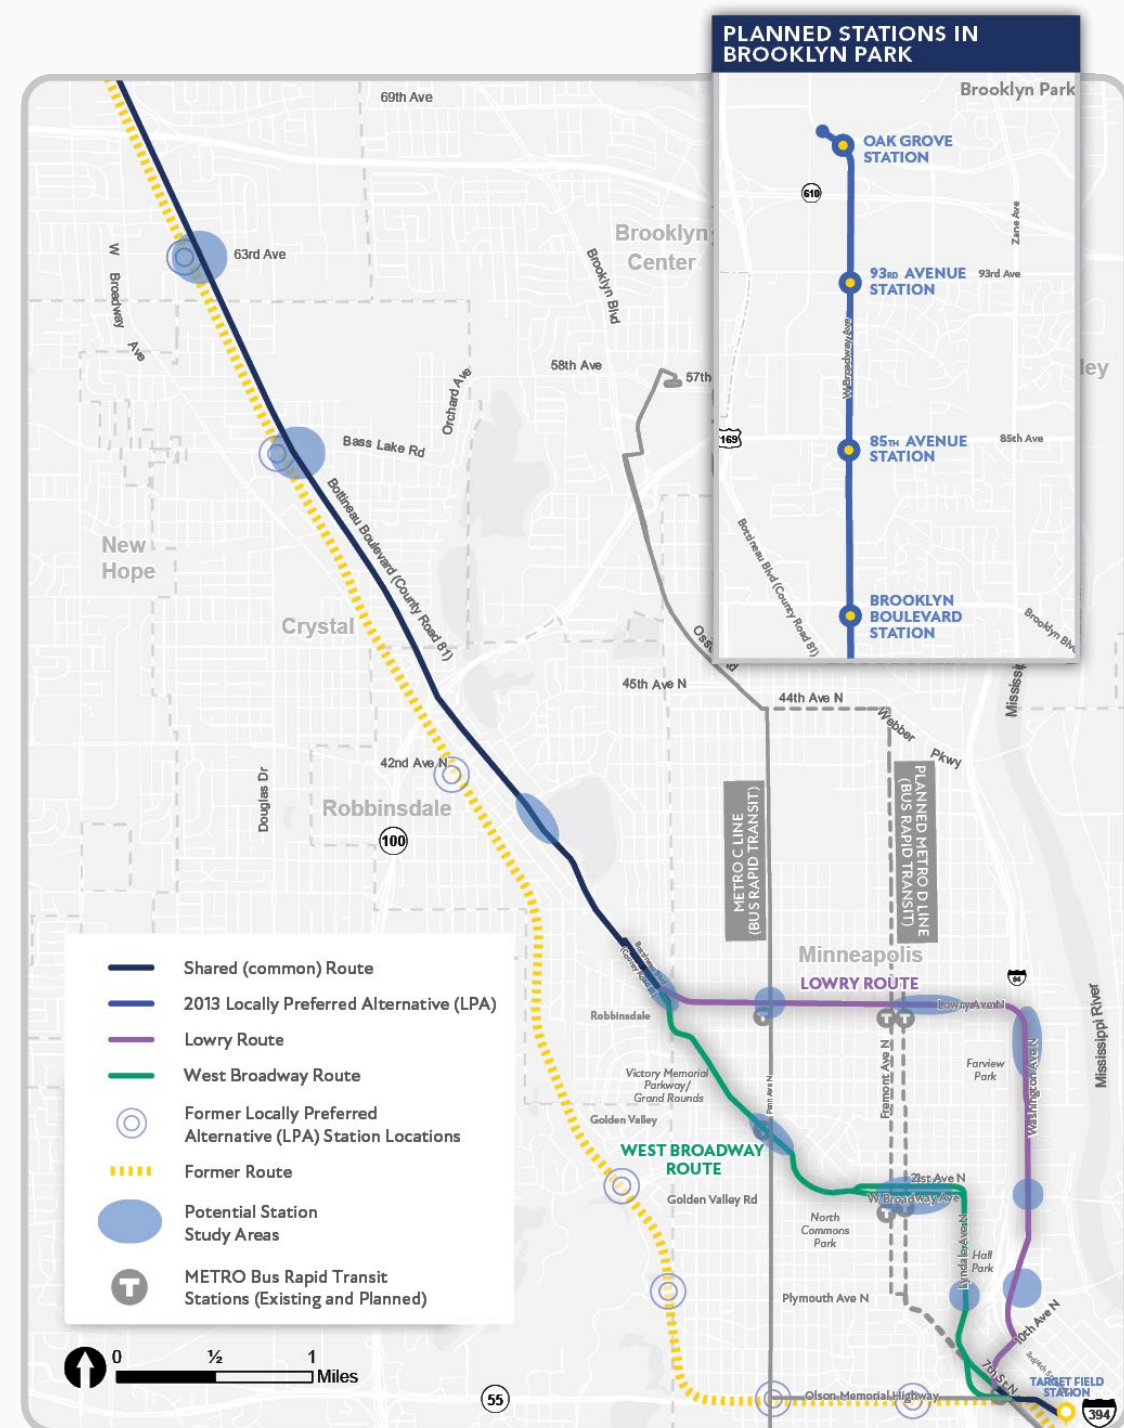 PLANNED STATIONS IN
BROOKLYN PARK
Brooklyn Park
OAK GROVE
STATION
610
Zane Ave
93RD AVENUE
STATION
93rd Ave
W Broadway Ave
169
85TH AVENUE
STATION
85th Ave
Bottineau Blvd (County Road 81)
BROOKLYN
BOULEVARD
STATION
Brooklyn Blv
69th Ave
63rd Ave
W Broadway Ave
Brooklyn
Center
Brooklyn Blvd
58th Ave
57th
ley
Orchard Ave
Bass Lake Rd
Bottineau Boulevard (County Road 81)
New
Hope
Crystal
45th Ave N
44th Ave N
Webber Pkwy
42nd Ave N
Robbinsdale
Douglas Dr
100
METRO C LINE
(BUS RAPID TRANSIT)
PLANNED METRO D LINE
(BUS RAPID TRANSIT)
Minneapolis
LOWRY ROUTE
94
Lowry Ave N
Mississippi River
Robbinsdale
Fremont Ave N
Farview
Park
Washington Ave N
Victory Memorial
Parkway/
Grand Rounds
Penn Ave N
Golden Valley
WEST BROADWAY
ROUTE
21st Ave N
W Broadway Ave
Golden Valley Rd
North
Commons
Park
Lyndale Ave N
Hall
Park
Plymouth Ave N
10th Ave N
7th St N
TARGET FIELD
STATION
Olson Memorial Highway
55
394
Shared (common) Route
2013 Locally Preferred Alternative (LPA)
Lowry Route
West Broadway Route
Former Locally Preferred
Alternative (LPA) Station Locations
Former Route
Potential Station
Study Areas
T
METRO Bus Rapid Transit
Stations (Existing and Planned)
0 ½ 1
Miles